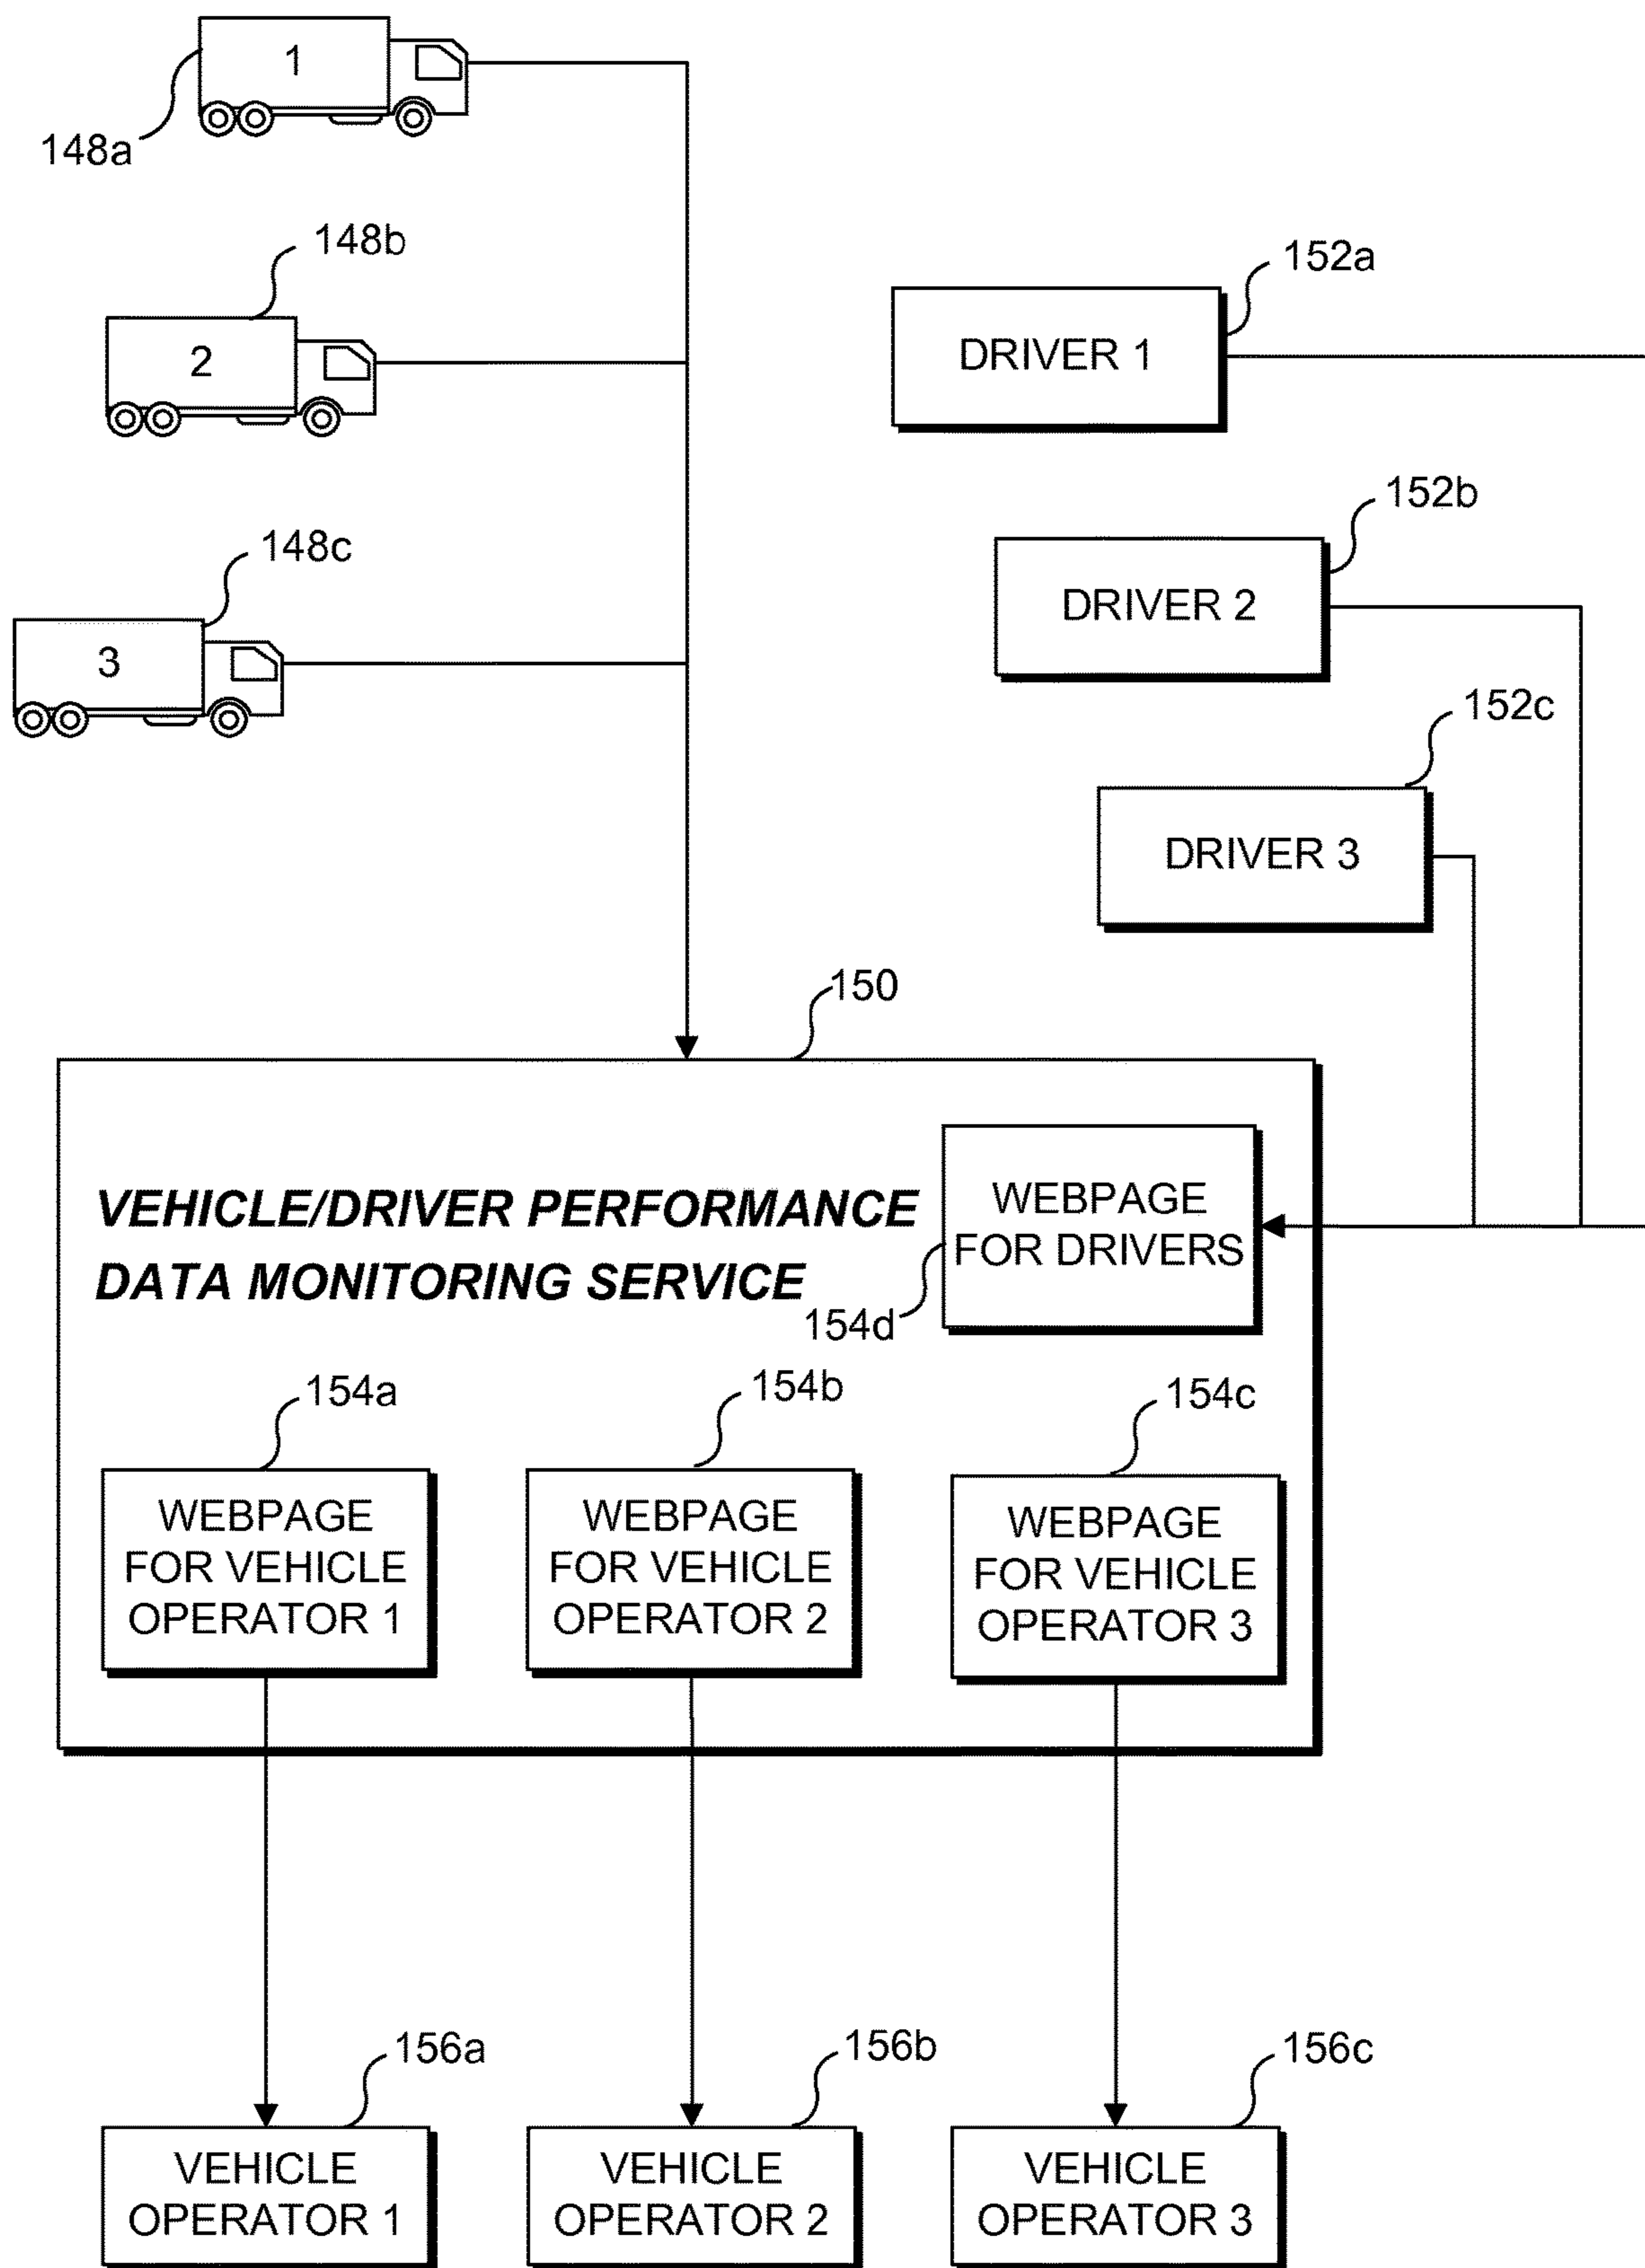 1
148a
148b
2
152a
DRIVER 1
152b
DRIVER 2
148c
3
152c
DRIVER 3
150
VEHICLE/DRIVER PERFORMANCE
DATA MONITORING SERVICE
WEBPAGE
FOR DRIVERS
154d
154a
WEBPAGE
FOR VEHICLE
OPERATOR 1
154b
WEBPAGE
FOR VEHICLE
OPERATOR 2
154c
WEBPAGE
FOR VEHICLE
OPERATOR 3
156a
VEHICLE
OPERATOR 1
156b
VEHICLE
OPERATOR 2
156c
VEHICLE
OPERATOR 3